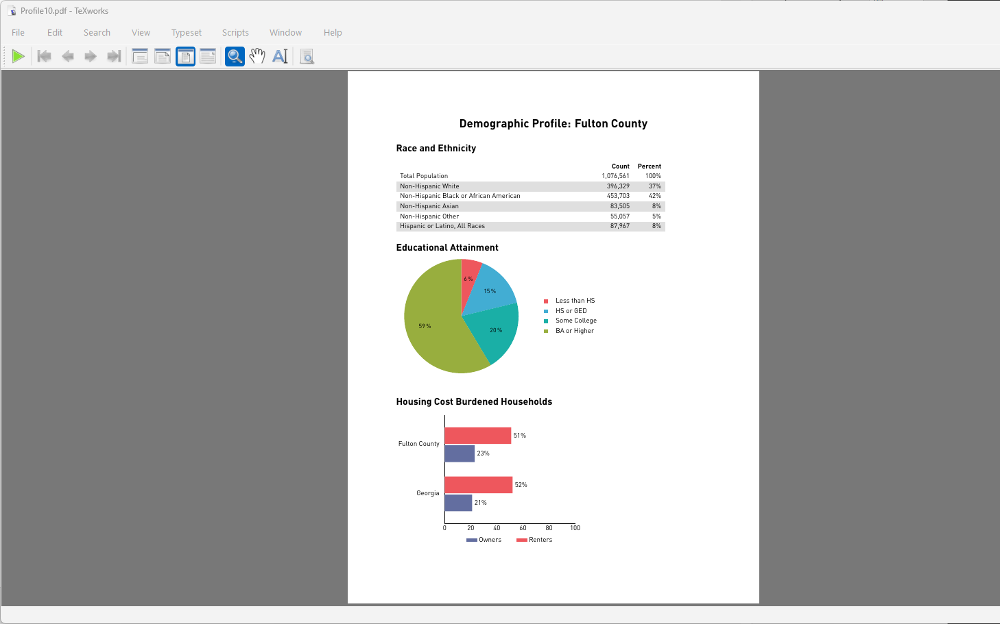 Profile10.pdf - TeXworks
File Edit Search View Typeset Scripts Window Help
Demographic Profile: Fulton County
Race and Ethnicity
Count Percent
Total Population 1,076,561 100%
Non-Hispanic White 396,329 37%
Non-Hispanic Black or African American 453,703 42%
Non-Hispanic Asian 83,505 8%
Non-Hispanic Other 55,057 5%
Hispanic or Latino, All Races 87,967 8%
Educational Attainment
6 %
15 %
20 %
59 %
Less than HS
HS or GED
Some College
BA or Higher
Housing Cost Burdened Households
Fulton County
51%
23%
Georgia
52%
21%
0 20 40 60 80 100
Owners Renters